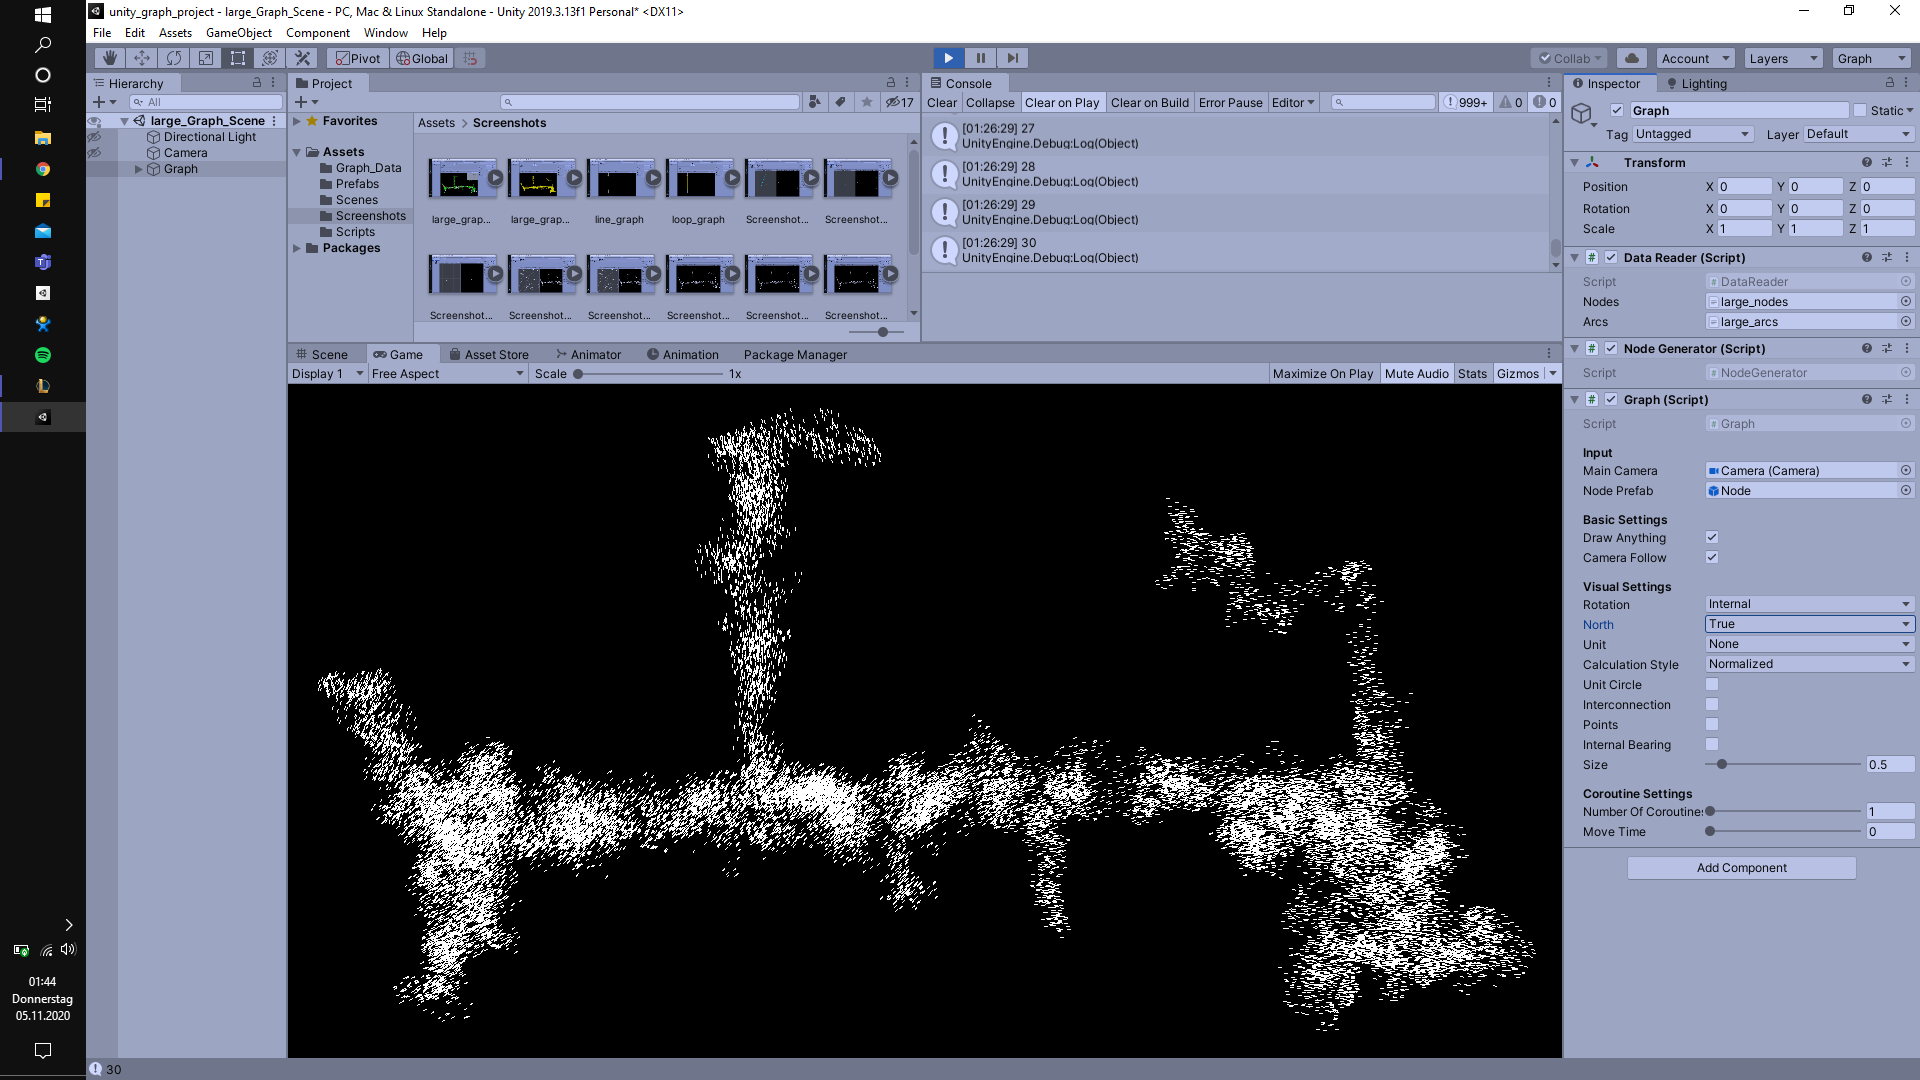 unity_graph_project - large_Graph_Scene - PC, Mac & Linux Standalone - Unity 2019.3.13f1 Personal* <DX11>
File Edit Assets GameObject Component Window Help
Pivot Global
Collab Account Layers Graph
Hierarchy
All
large_Graph_Scene
Directional Light
Camera
Graph
Project
17
Favorites
Assets
Graph_Data
Prefabs
Scenes
Screenshots
Scripts
Packages
Assets > Screenshots
large_grap... large_grap... line_graph loop_graph Screenshot... Screenshot...
Screenshot... Screenshot... Screenshot... Screenshot... Screenshot... Screenshot...
Console
Clear Collapse Clear on Play Clear on Build Error Pause Editor 999+ 0 0
[01:26:29] 27
UnityEngine.Debug:Log(Object)
[01:26:29] 28
UnityEngine.Debug:Log(Object)
[01:26:29] 29
UnityEngine.Debug:Log(Object)
[01:26:29] 30
UnityEngine.Debug:Log(Object)
Scene Game Asset Store Animator Animation Package Manager
Display 1 Free Aspect Scale 1x Maximize On Play Mute Audio Stats Gizmos
Inspector Lighting
Graph Static
Tag Untagged Layer Default
Transform
Position X 0 Y 0 Z 0
Rotation X 0 Y 0 Z 0
Scale X 1 Y 1 Z 1
Data Reader (Script)
Script DataReader
Nodes large_nodes
Arcs large_arcs
Node Generator (Script)
Script NodeGenerator
Graph (Script)
Script Graph
Input
Main Camera Camera (Camera)
Node Prefab Node
Basic Settings
Draw Anything
Camera Follow
Visual Settings
Rotation Internal
North True
Unit None
Calculation Style Normalized
Unit Circle
Interconnection
Points
Internal Bearing
Size 0.5
Coroutine Settings
Number Of Coroutine 1
Move Time 0
Add Component
01:44
Donnerstag
05.11.2020
30